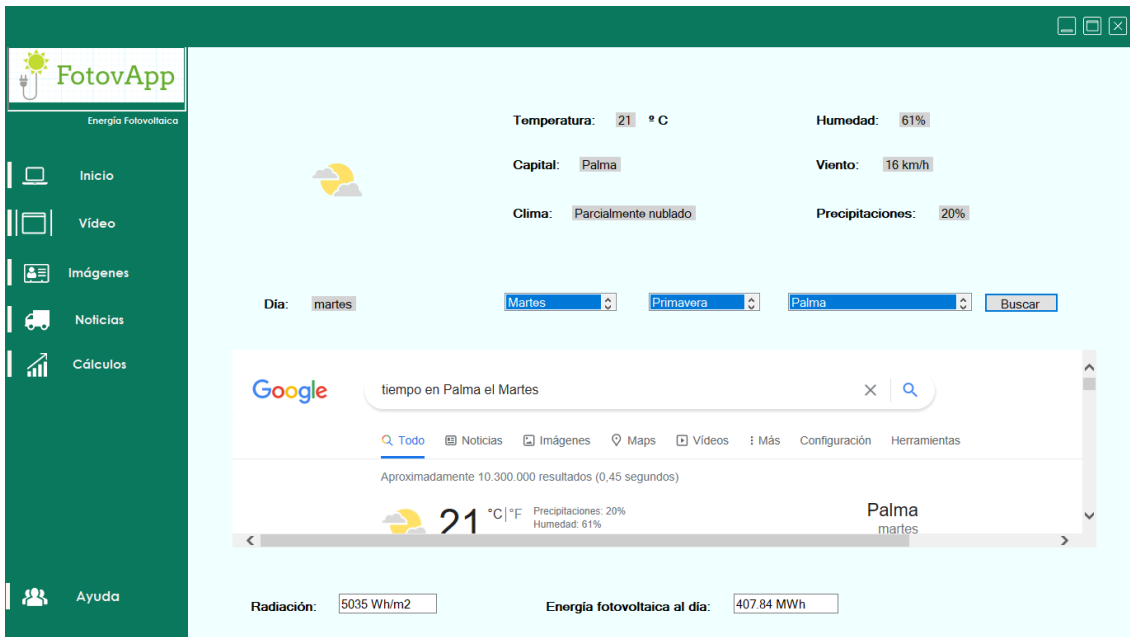 FotovApp
Energía Fotovoltaica
Inicio
Vídeo
Imágenes
Noticias
Cálculos
Ayuda
Temperatura: 21 º C Humedad: 61%
Capital: Palma Viento: 16 km/h
Clima: Parcialmente nublado Precipitaciones: 20%
Día: martes Martes Primavera Palma Buscar
Google tiempo en Palma el Martes
Todo Noticias Imágenes Maps Vídeos Más Configuración Herramientas
Aproximadamente 10.300.000 resultados (0,45 segundos)
21 °C|°F Precipitaciones: 20% Palma
Humedad: 61% martes
Radiación: 5035 Wh/m2 Energía fotovoltaica al día: 407.84 MWh